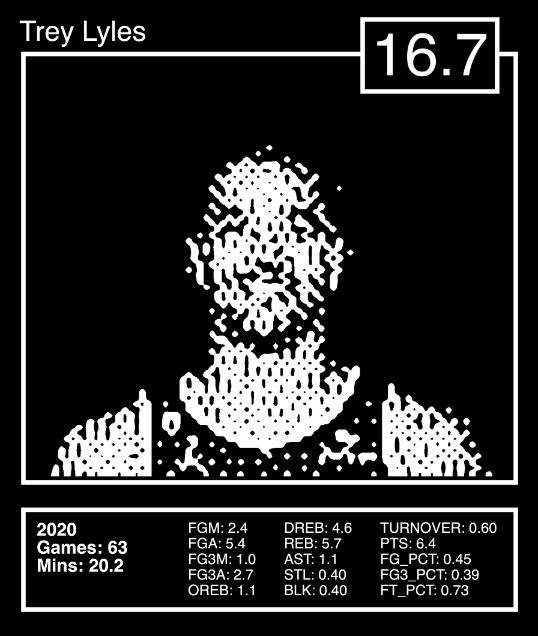 Trey Lyles
16.7
2020
Games: 63
Mins: 20.2
FGM: 2.4
FGA: 5.4
FG3M: 1.0
FG3A: 2.7
OREB: 1.1
DREB: 4.6
REB: 5.7
AST: 1.1
STL: 0.40
BLK: 0.40
TURNOVER: 0.60
PTS: 6.4
FG_PCT: 0.45
FG3_PCT: 0.39
FT_PCT: 0.73